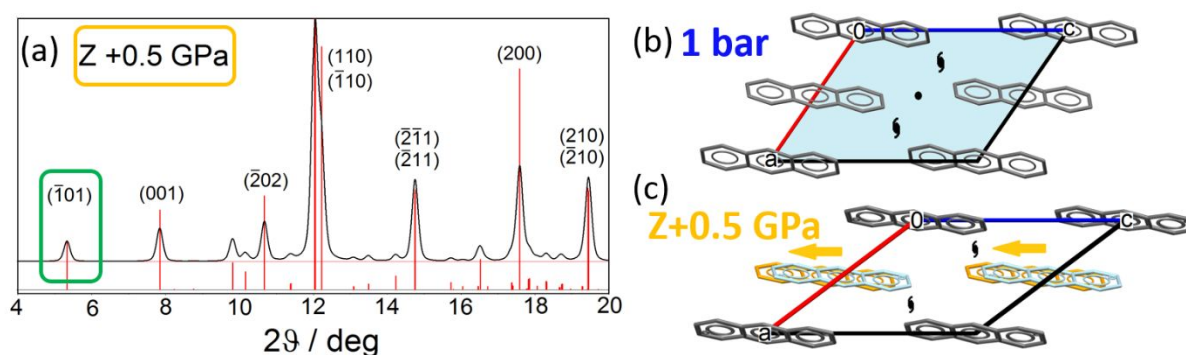 (a)
Z +0.5 GPa
(1̄01)
(001)
(2̄02)
(110)
(1̄10)
(2̄1̄1)
(2̄11)
(200)
(210)
(2̄10)
4 6 8 10 12 14 16 18 20
2ϑ / deg
(b)
1 bar
0
c
a
(c)
Z+0.5 GPa
0
c
a